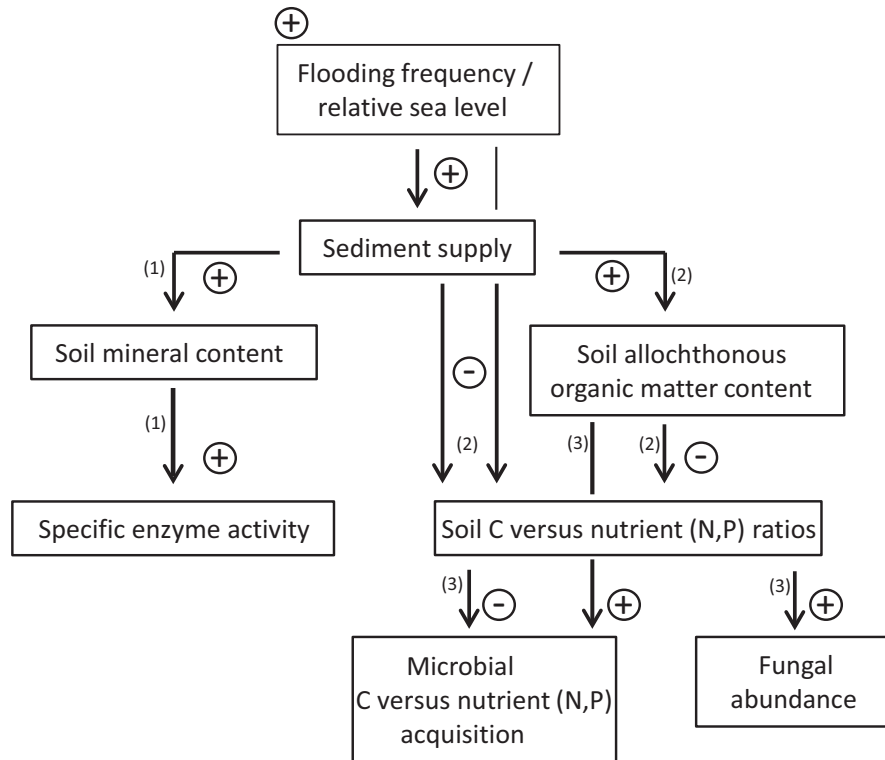 +
Flooding frequency /
relative sea level
+
Sediment supply
(1) + + (2)
Soil mineral content
Soil allochthonous
organic matter content
-
(1) + (2) (3) (2) -
Specific enzyme activity
Soil C versus nutrient (N,P) ratios
(3) - + (3) +
Microbial
C versus nutrient (N,P)
acquisition
Fungal
abundance